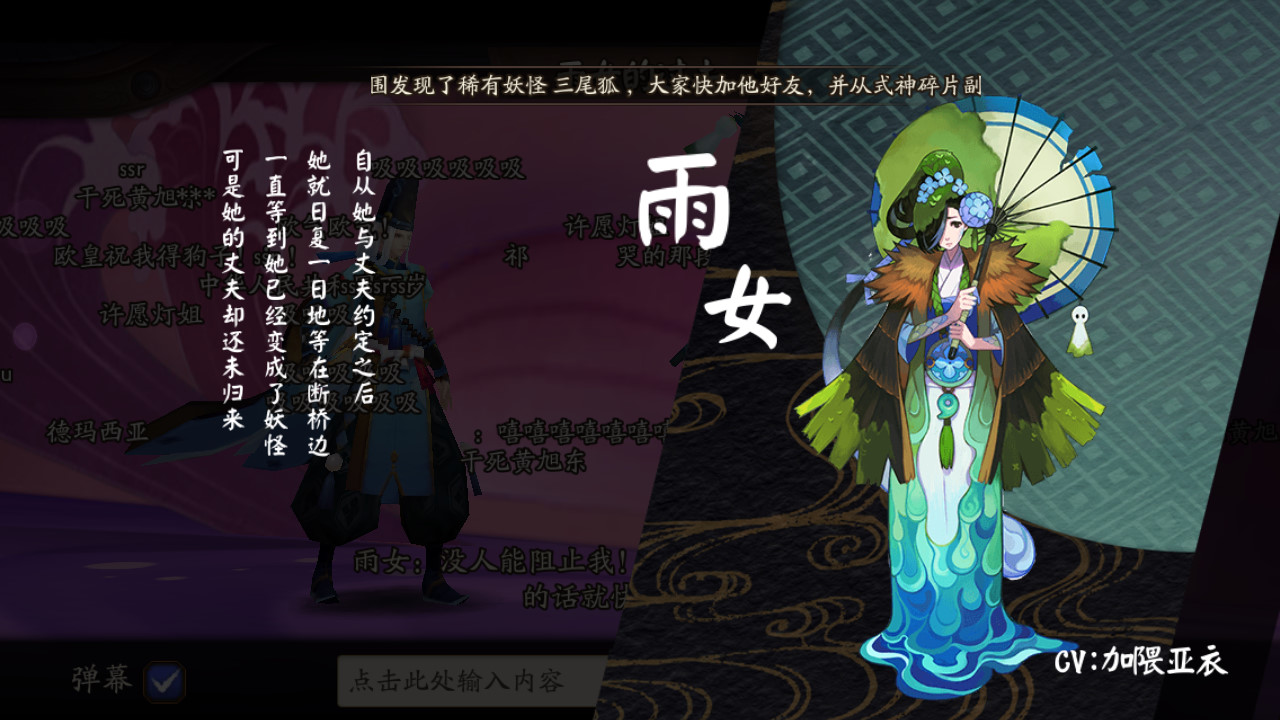 围发现了稀有妖怪 三尾狐，大家快加他好友，并从式神碎片副
雨女
自从她与丈夫约定之后
她就日复一日地等在断桥边
一直等到她已经变成了妖怪
可是她的丈夫却还未归来
ssr
吸吸吸吸吸吸
干死黄旭***
吸吸吸
许愿灯
欧皇祝我得狗子！
祁
哭的那段
许愿灯姐
德玛西亚
：嘻嘻嘻嘻嘻嘻
干死黄旭东
雨女：没人能阻止我！
的话就快
弹幕
点击此处输入内容
CV:加隈亚衣